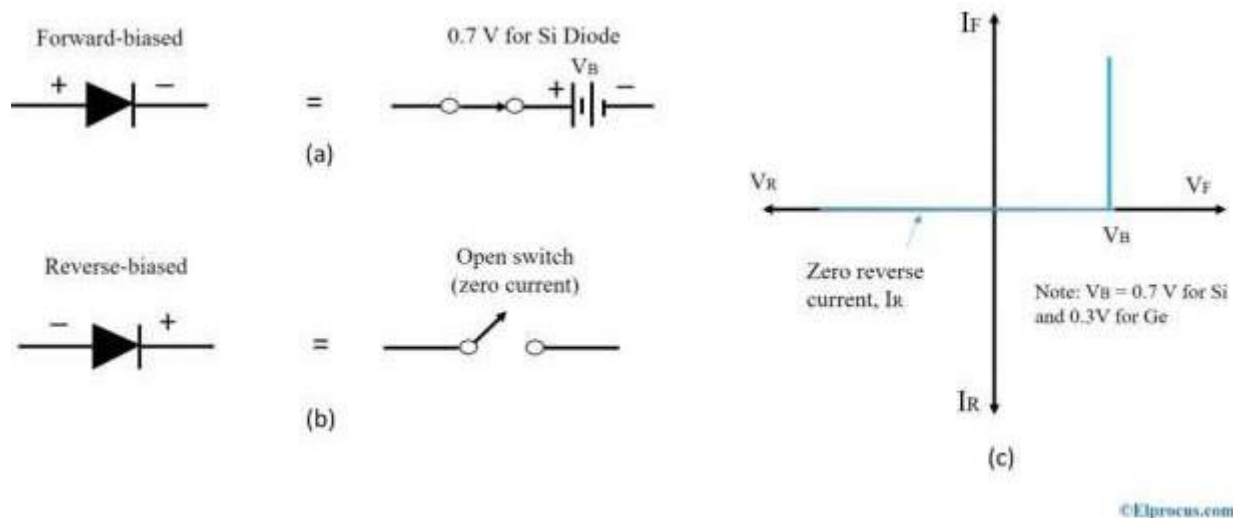 Forward-biased
+ −
=
0.7 V for Si Diode
VB
+ −
(a)
Reverse-biased
− +
=
Open switch
(zero current)
(b)
IF
VR
VF
VB
Zero reverse
current, IR
Note: VB = 0.7 V for Si
and 0.3V for Ge
IR
(c)
©Elprocus.com